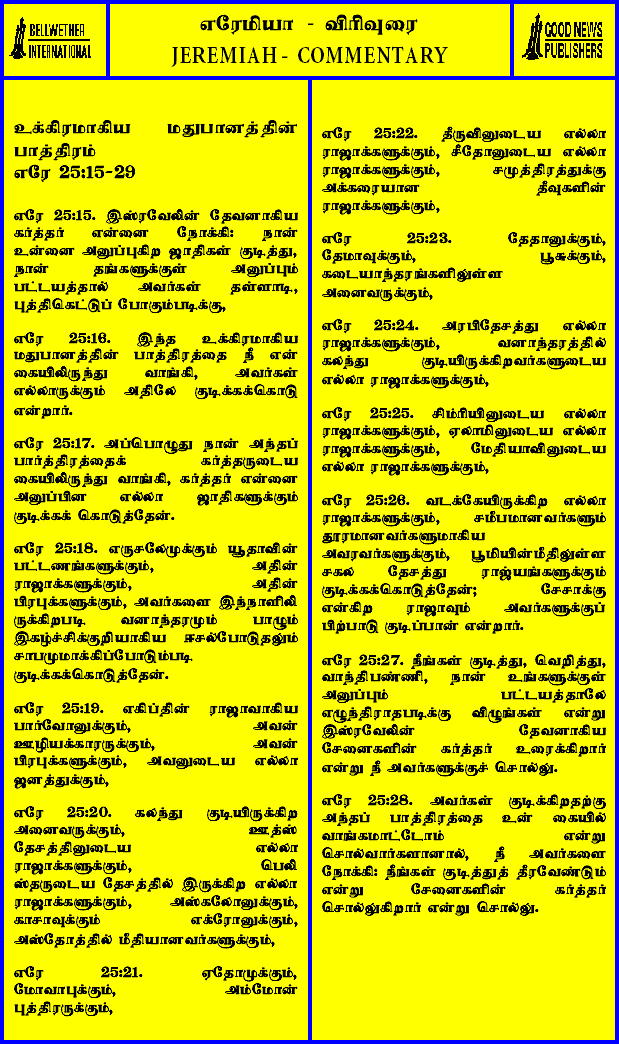 BELLWETHER
INTERNATIONAL
எரேமியா - விரிவுரை
JEREMIAH - COMMENTARY
GOOD NEWS
PUBLISHERS
உக்கிரமாகிய மதுபானத்தின்
பாத்திரம்
எரே 25:15-29
எரே 25:15. இஸ்ரவேலின் தேவனாகிய
கர்த்தர் என்னை நோக்கி: நான்
உன்னை அனுப்புகிற ஜாதிகள் குடித்து,
நான் தங்களுக்குள் அனுப்பும்
பட்டயத்தால் அவர்கள் தள்ளாடி,
புத்திகெட்டுப் போகும்படிக்கு,
எரே 25:16. இந்த உக்கிரமாகிய
மதுபானத்தின் பாத்திரத்தை நீ என்
கையிலிருந்து வாங்கி, அவர்கள்
எல்லாருக்கும் அதிலே குடிக்கக்கொடு
என்றார்.
எரே 25:17. அப்பொழுது நான் அந்தப்
பார்த்திரத்தைக் கர்த்தருடைய
கையிலிருந்து வாங்கி, கர்த்தர் என்னை
அனுப்பின எல்லா ஜாதிகளுக்கும்
குடிக்கக் கொடுத்தேன்.
எரே 25:18. எருசலேமுக்கும் யூதாவின்
பட்டணங்களுக்கும், அதின்
ராஜாக்களுக்கும், அதின்
பிரபுக்களுக்கும், அவர்களை இந்நாளிலி
ருக்கிறபடி வனாந்தரமும் பாழும்
இகழ்ச்சிக்குறியாகிய ஈசல்போடுதலும்
சாபமுமாக்கிப்போடும்படி
குடிக்கக்கொடுத்தேன்.
எரே 25:19. எகிப்தின் ராஜாவாகிய
பார்வோனுக்கும், அவன்
ஊழியக்காரருக்கும், அவன்
பிரபுக்களுக்கும், அவனுடைய எல்லா
ஜனத்துக்கும்,
எரே 25:20. கலந்து குடியிருக்கிற
அனைவருக்கும், ஊத்ஸ்
தேசத்தினுடைய எல்லா
ராஜாக்களுக்கும், பெலி
ஸ்தருடைய தேசத்தில் இருக்கிற எல்லா
ராஜாக்களுக்கும், அஸ்கலோனுக்கும்,
காசாவுக்கும் எக்ரோனுக்கும்,
அஸ்தோத்தில் மீதியானவர்களுக்கும்,
எரே 25:21. ஏதோமுக்கும்,
மோவாபுக்கும், அம்மோன்
புத்திரருக்கும்,
எரே 25:22. தீருவினுடைய எல்லா
ராஜாக்களுக்கும், சீதோனுடைய எல்லா
ராஜாக்களுக்கும், சமுத்திரத்துக்கு
அக்கரையான தீவுகளின்
ராஜாக்களுக்கும்,
எரே 25:23. தேதானுக்கும்,
தேமாவுக்கும், பூசுக்கும்,
கடையாந்தரங்களிலுள்ள
அனைவருக்கும்,
எரே 25:24. அரபிதேசத்து எல்லா
ராஜாக்களுக்கும், வனாந்தரத்தில்
கலந்து குடியிருக்கிறவர்களுடைய
எல்லா ராஜாக்களுக்கும்,
எரே 25:25. சிம்ரியினுடைய எல்லா
ராஜாக்களுக்கும், ஏலாமினுடைய எல்லா
ராஜாக்களுக்கும், மேதியாவினுடைய
எல்லா ராஜாக்களுக்கும்,
எரே 25:26. வடக்கேயிருக்கிற எல்லா
ராஜாக்களுக்கும், சமீபமானவர்களும்
தூரமானவர்களுமாகிய
அவரவர்களுக்கும், பூமியின்மீதிலுள்ள
சகல தேசத்து ராஜ்யங்களுக்கும்
குடிக்கக்கொடுத்தேன்; சேசாக்கு
என்கிற ராஜாவும் அவர்களுக்குப்
பிற்பாடு குடிப்பான் என்றார்.
எரே 25:27. நீங்கள் குடித்து, வெறித்து,
வாந்திபண்ணி, நான் உங்களுக்குள்
அனுப்பும் பட்டயத்தாலே
எழுந்திராதபடிக்கு விழுங்கள் என்று
இஸ்ரவேலின் தேவனாகிய
சேனைகளின் கர்த்தர் உரைக்கிறார்
என்று நீ அவர்களுக்குச் சொல்லு.
எரே 25:28. அவர்கள் குடிக்கிறதற்கு
அந்தப் பாத்திரத்தை உன் கையில்
வாங்கமாட்டோம் என்று
சொல்வார்களானால், நீ அவர்களை
நோக்கி: நீங்கள் குடித்துத் தீரவேண்டும்
என்று சேனைகளின் கர்த்தர்
சொல்லுகிறார் என்று சொல்லு.